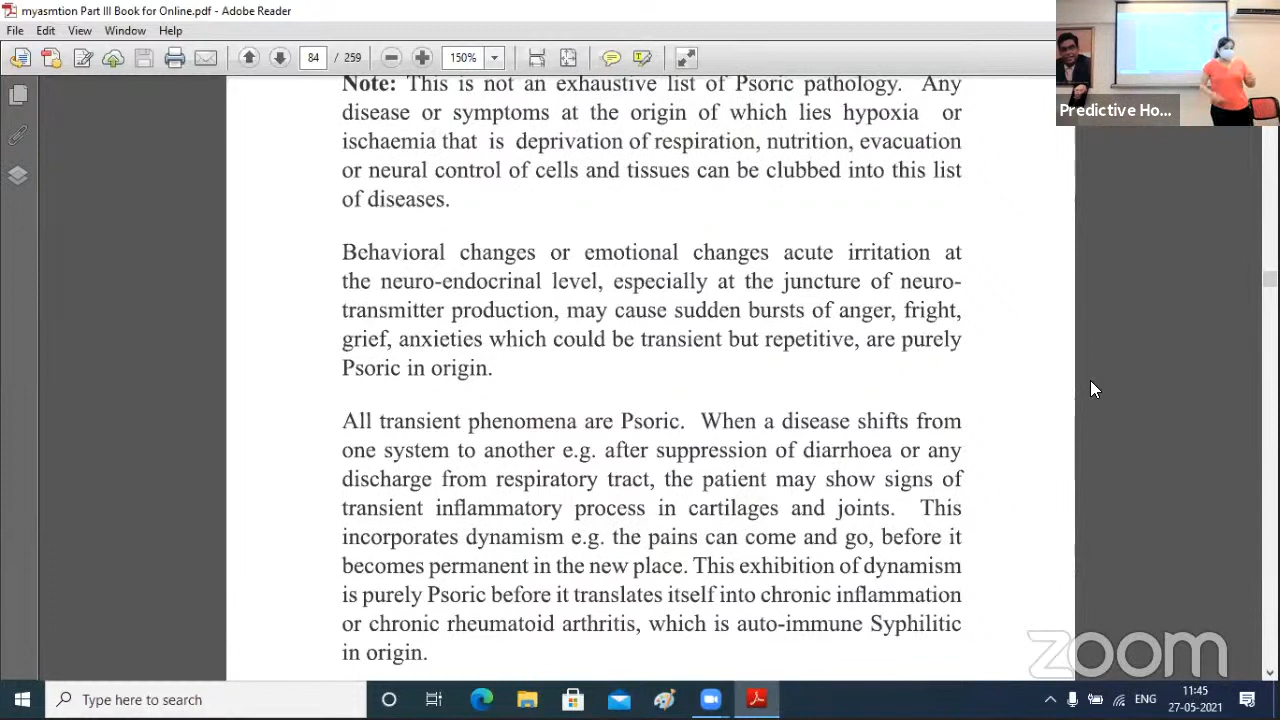 myasmtion Part III Book for Online.pdf - Adobe Reader
File Edit View Window Help
84 / 259 150%
Note: This is not an exhaustive list of Psoric pathology. Any
disease or symptoms at the origin of which lies hypoxia or
ischaemia that is deprivation of respiration, nutrition, evacuation
or neural control of cells and tissues can be clubbed into this list
of diseases.
Behavioral changes or emotional changes acute irritation at
the neuro-endocrinal level, especially at the juncture of neuro-
transmitter production, may cause sudden bursts of anger, fright,
grief, anxieties which could be transient but repetitive, are purely
Psoric in origin.
All transient phenomena are Psoric. When a disease shifts from
one system to another e.g. after suppression of diarrhoea or any
discharge from respiratory tract, the patient may show signs of
transient inflammatory process in cartilages and joints. This
incorporates dynamism e.g. the pains can come and go, before it
becomes permanent in the new place. This exhibition of dynamism
is purely Psoric before it translates itself into chronic inflammation
or chronic rheumatoid arthritis, which is auto-immune Syphilitic
in origin.
Predictive Ho...
zoom
Type here to search
ENG
11:45
27-05-2021